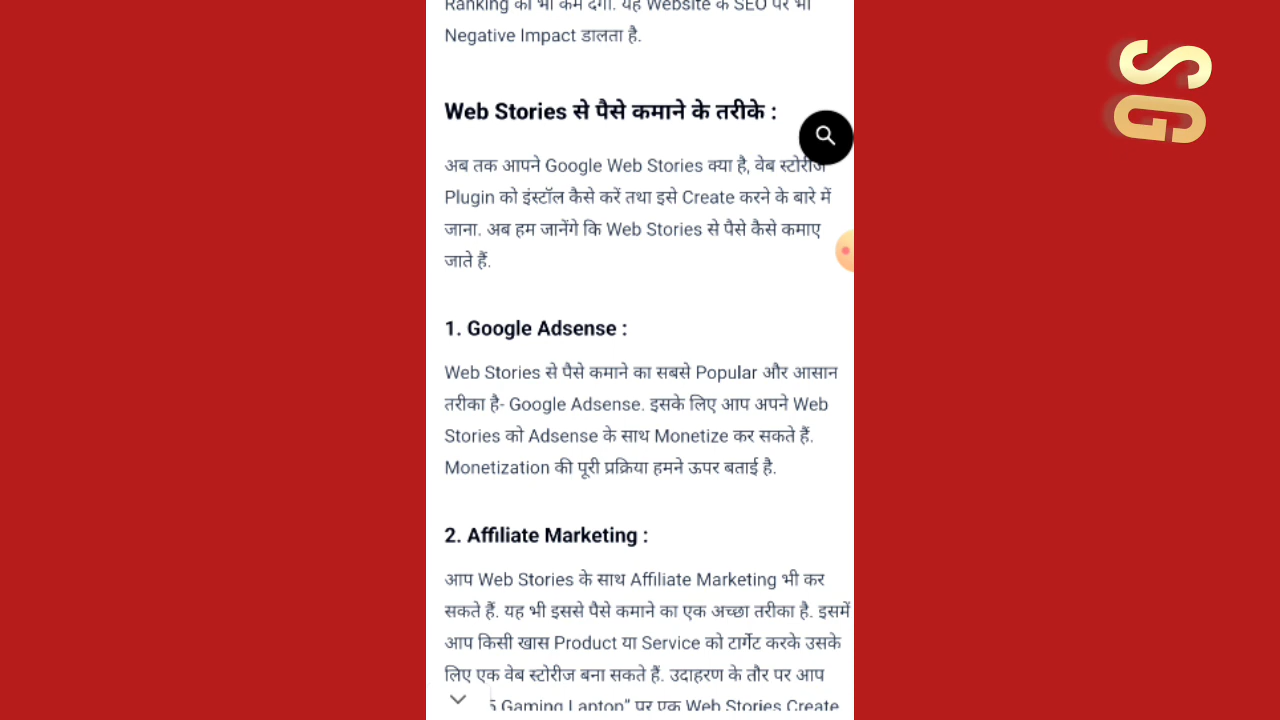 Ranking को भी कम देगा. यह Website के SEO पर भी
Negative Impact डालता है.
Web Stories से पैसे कमाने के तरीके :
अब तक आपने Google Web Stories क्या है, वेब स्टोरीज
Plugin को इंस्टॉल कैसे करें तथा इसे Create करने के बारे में
जाना. अब हम जानेंगे कि Web Stories से पैसे कैसे कमाए
जाते हैं.
1. Google Adsense :
Web Stories से पैसे कमाने का सबसे Popular और आसान
तरीका है- Google Adsense. इसके लिए आप अपने Web
Stories को Adsense के साथ Monetize कर सकते हैं.
Monetization की पूरी प्रक्रिया हमने ऊपर बताई है.
2. Affiliate Marketing :
आप Web Stories के साथ Affiliate Marketing भी कर
सकते हैं. यह भी इससे पैसे कमाने का एक अच्छा तरीका है. इसमें
आप किसी खास Product या Service को टार्गेट करके उसके
लिए एक वेब स्टोरीज बना सकते हैं. उदाहरण के तौर पर आप
5 Gaming Laptop" पर एक Web Stories Create
SG